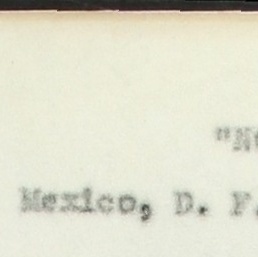 "N
Mexico, D. F.